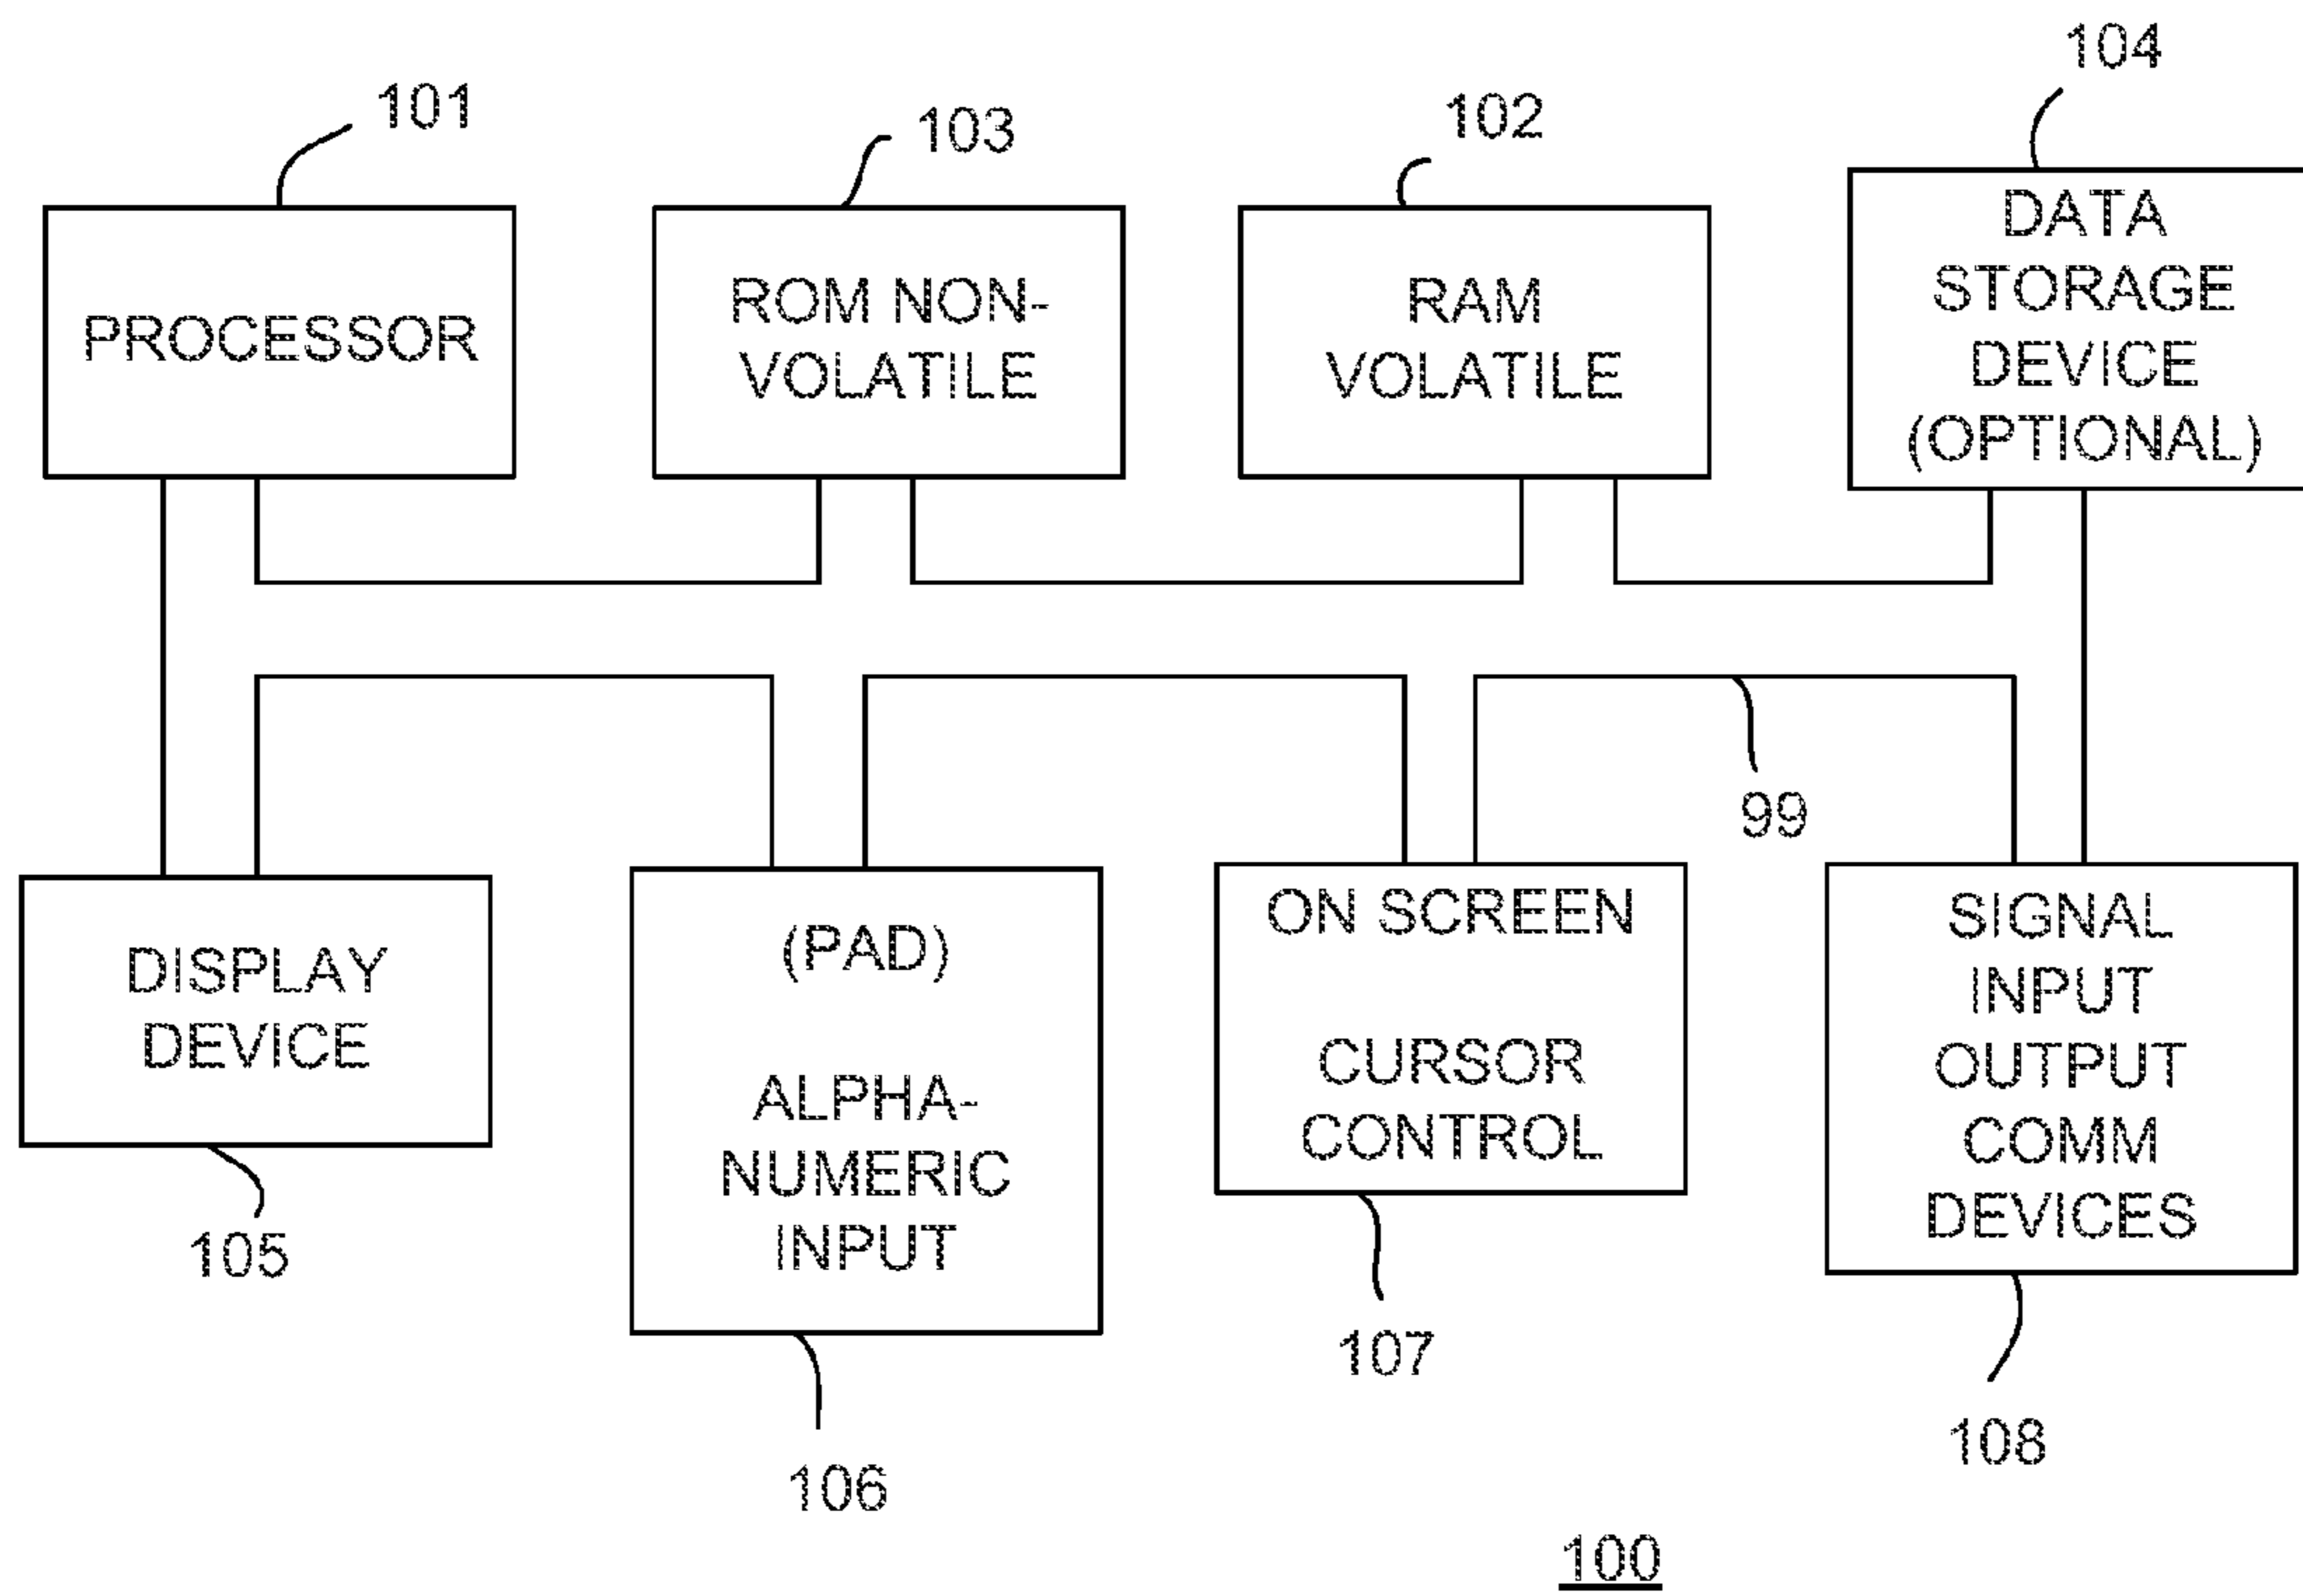 104
101
103
102
PROCESSOR
ROM NON-
VOLATILE
RAM
VOLATILE
DATA
STORAGE
DEVICE
(OPTIONAL)
99
DISPLAY
DEVICE
(PAD)
ALPHA-
NUMERIC
INPUT
ON SCREEN
CURSOR
CONTROL
SIGNAL
INPUT
OUTPUT
COMM
DEVICES
105
106
107
108
100